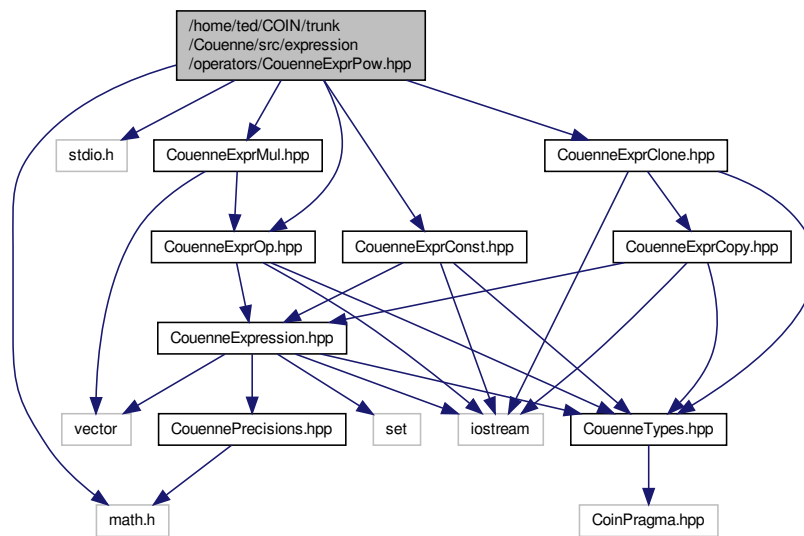 /home/ted/COIN/trunk
/Couenne/src/expression
/operators/CouenneExprPow.hpp
stdio.h
CouenneExprMul.hpp
CouenneExprClone.hpp
CouenneExprOp.hpp
CouenneExprConst.hpp
CouenneExprCopy.hpp
CouenneExpression.hpp
vector
CouennePrecisions.hpp
set
iostream
CouenneTypes.hpp
math.h
CoinPragma.hpp